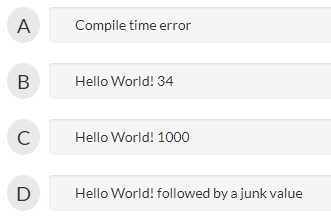 A Compile time error
B Hello World! 34
C Hello World! 1000
D Hello World! followed by a junk value